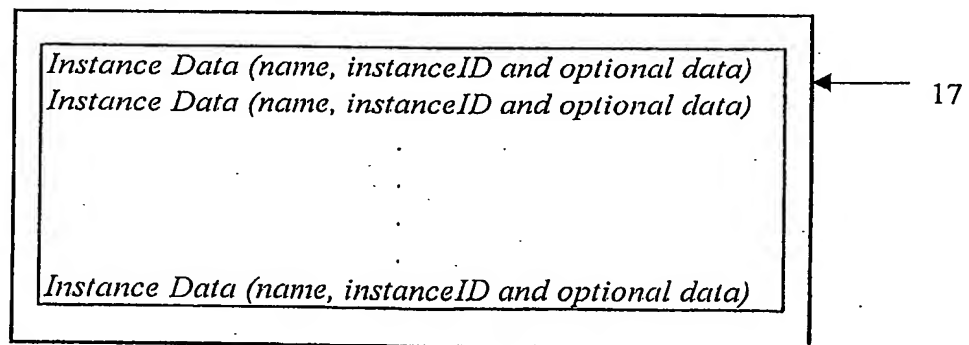 Instance Data (name, instanceID and optional data)
Instance Data (name, instanceID and optional data)
17
.
.
.
.
Instance Data (name, instanceID and optional data)